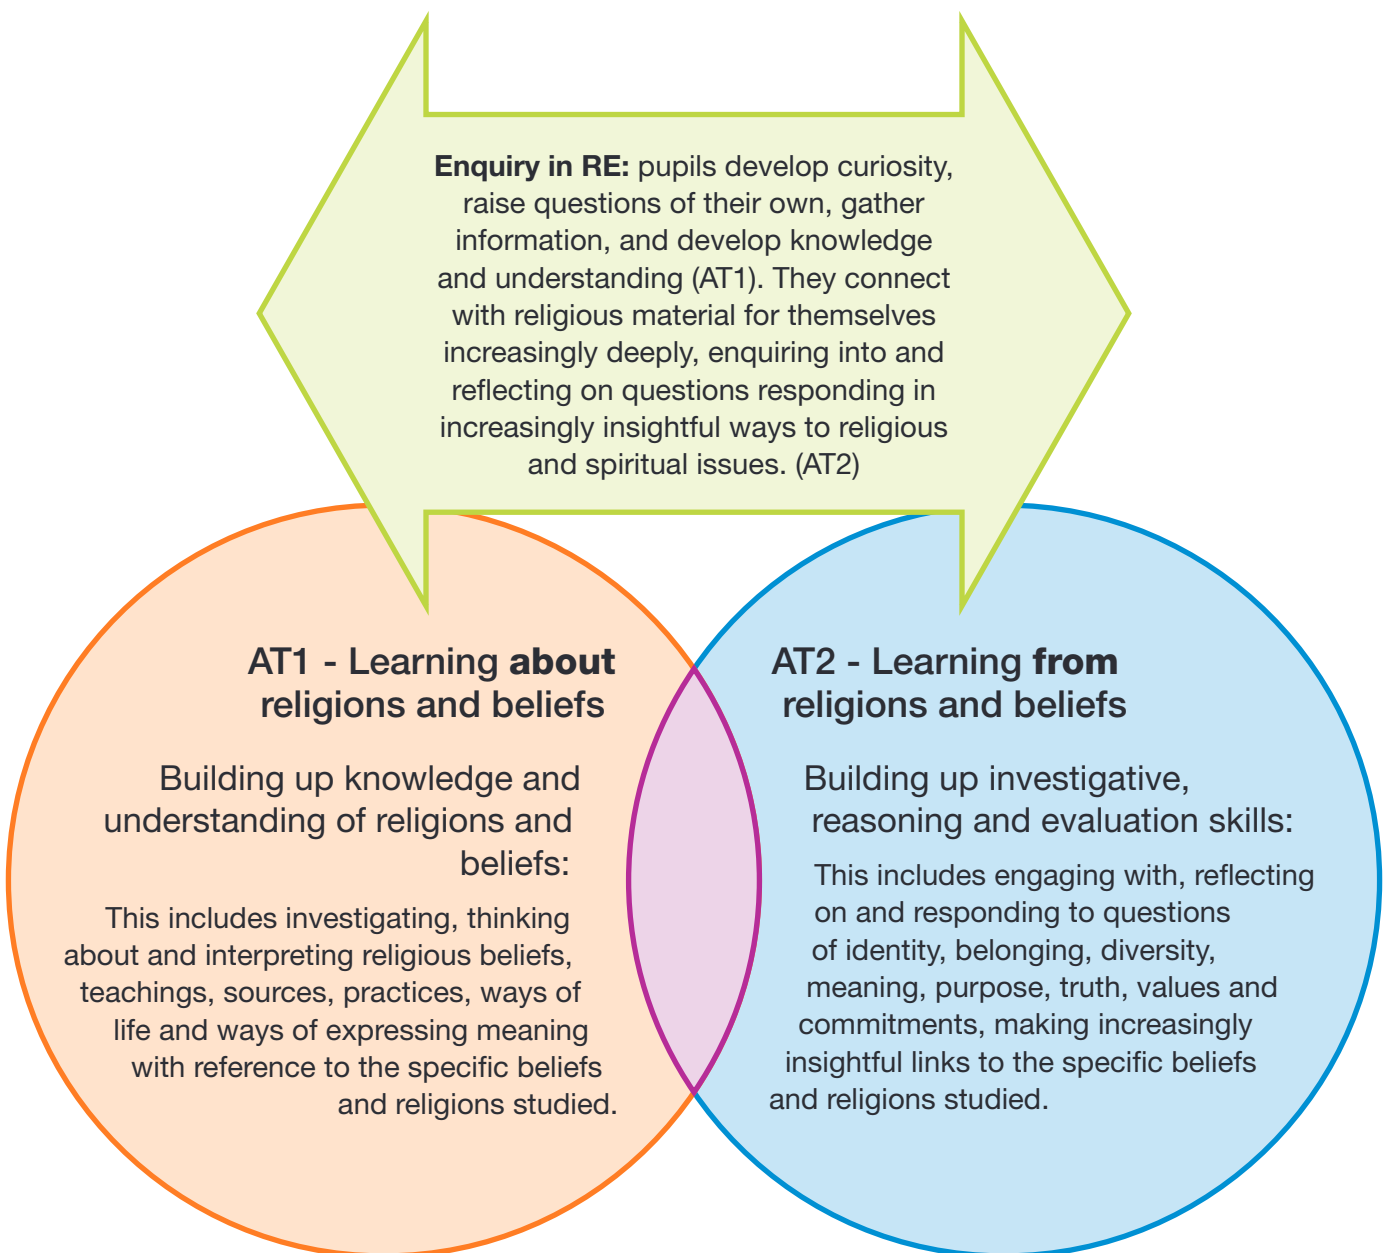 Enquiry in RE: pupils develop curiosity,
raise questions of their own, gather
information, and develop knowledge
and understanding (AT1). They connect
with religious material for themselves
increasingly deeply, enquiring into and
reflecting on questions responding in
increasingly insightful ways to religious
and spiritual issues. (AT2)
AT1 - Learning about
religions and beliefs
Building up knowledge and
understanding of religions and
beliefs:
This includes investigating, thinking
about and interpreting religious beliefs,
teachings, sources, practices, ways of
life and ways of expressing meaning
with reference to the specific beliefs
and religions studied.
AT2 - Learning from
religions and beliefs
Building up investigative,
reasoning and evaluation skills:
This includes engaging with, reflecting
on and responding to questions
of identity, belonging, diversity,
meaning, purpose, truth, values and
commitments, making increasingly
insightful links to the specific beliefs
and religions studied.